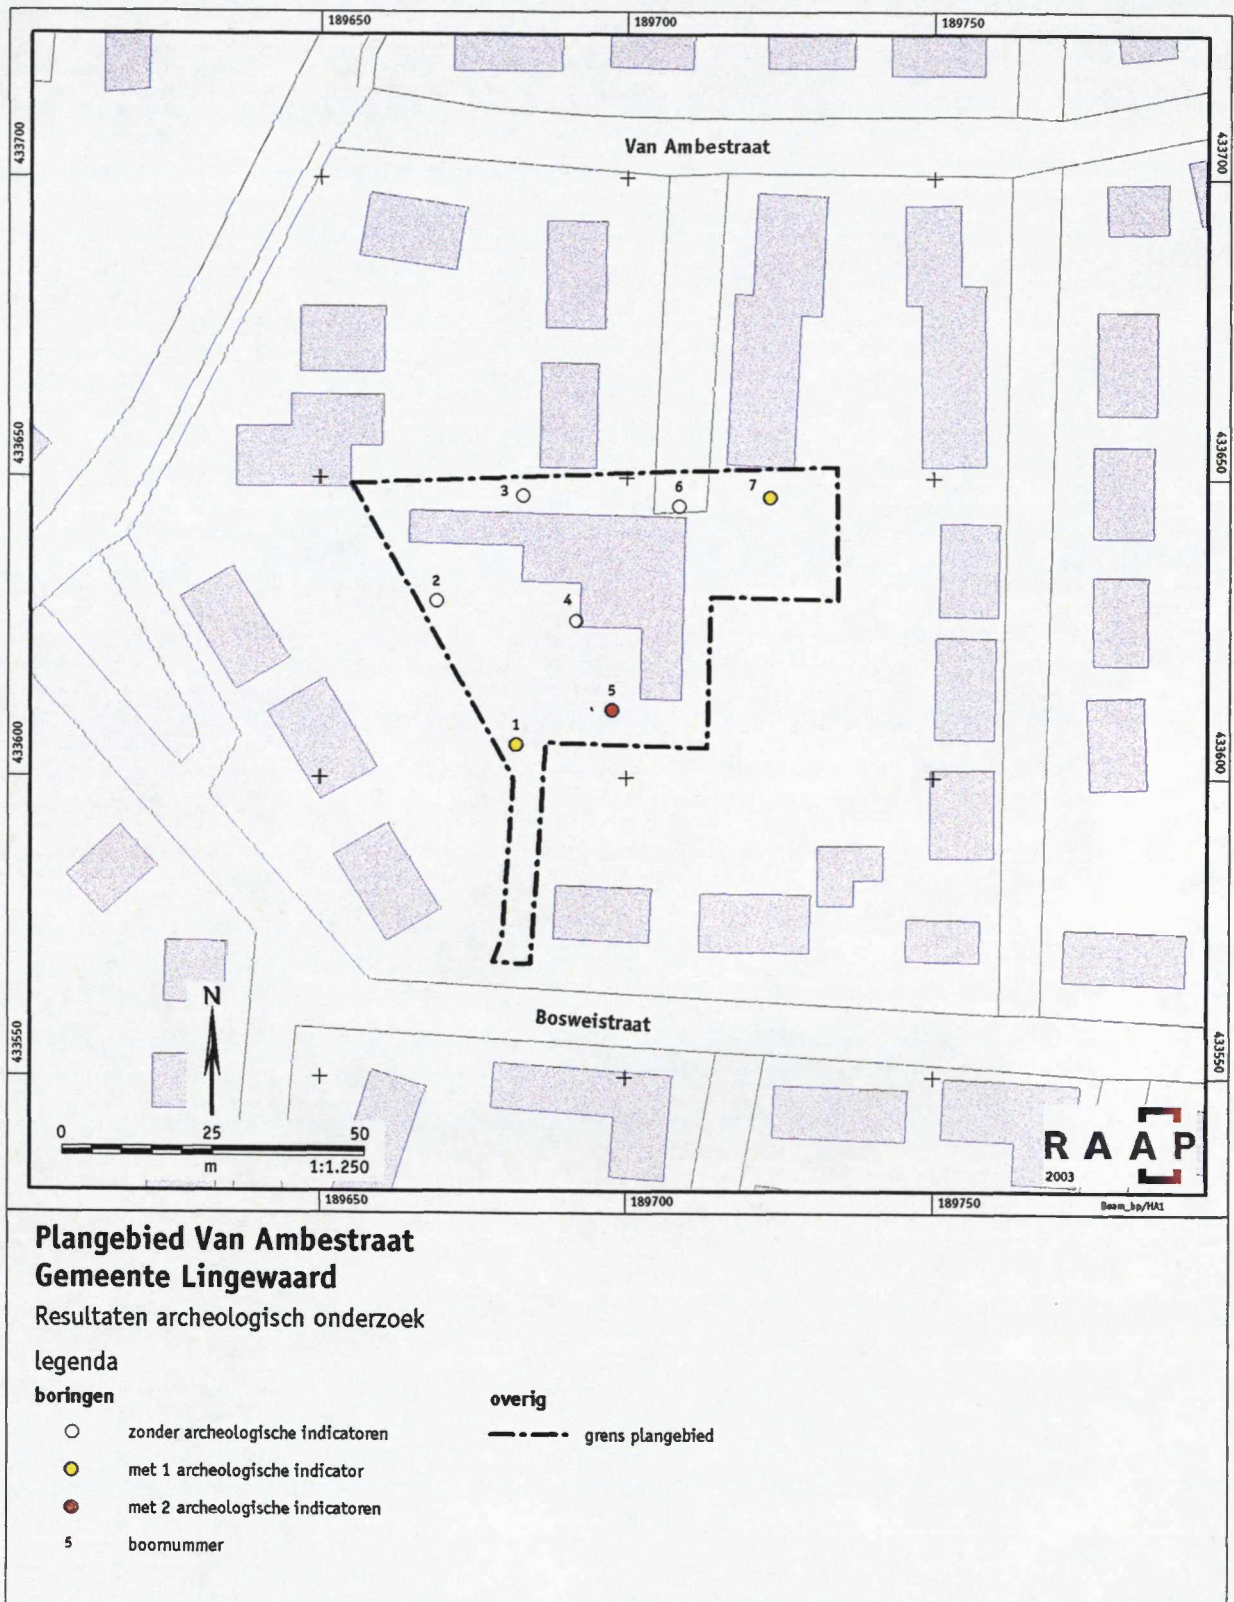 189650
189700
189750
433700
433700
Van Ambestraat
433650
433650
3
6
7
2
4
5
1
433600
433600
N
Bosweistraat
433550
433550
0
25
50
m
1:1.250
RAAP
2003
189650
189700
189750
Beam_bp/HA1
Plangebied Van Ambestraat
Gemeente Lingewaard
Resultaten archeologisch onderzoek
legenda
boringen
overig
zonder archeologische indicatoren
grens plangebied
met 1 archeologische indicator
met 2 archeologische indicatoren
5 boornummer